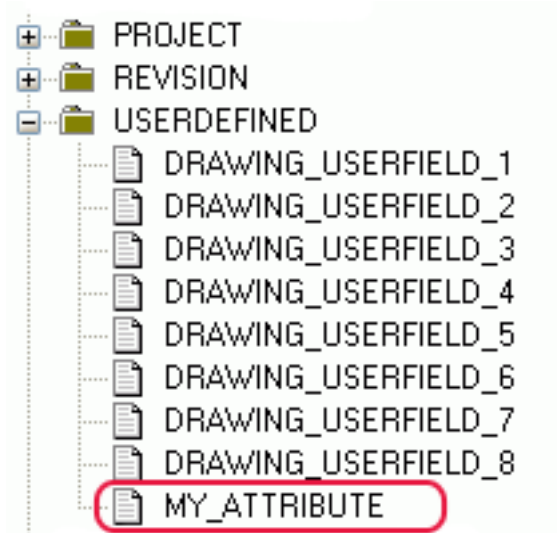 PROJECT
REVISION
USERDEFINED
DRAWING_USERFIELD_1
DRAWING_USERFIELD_2
DRAWING_USERFIELD_3
DRAWING_USERFIELD_4
DRAWING_USERFIELD_5
DRAWING_USERFIELD_6
DRAWING_USERFIELD_7
DRAWING_USERFIELD_8
MY_ATTRIBUTE